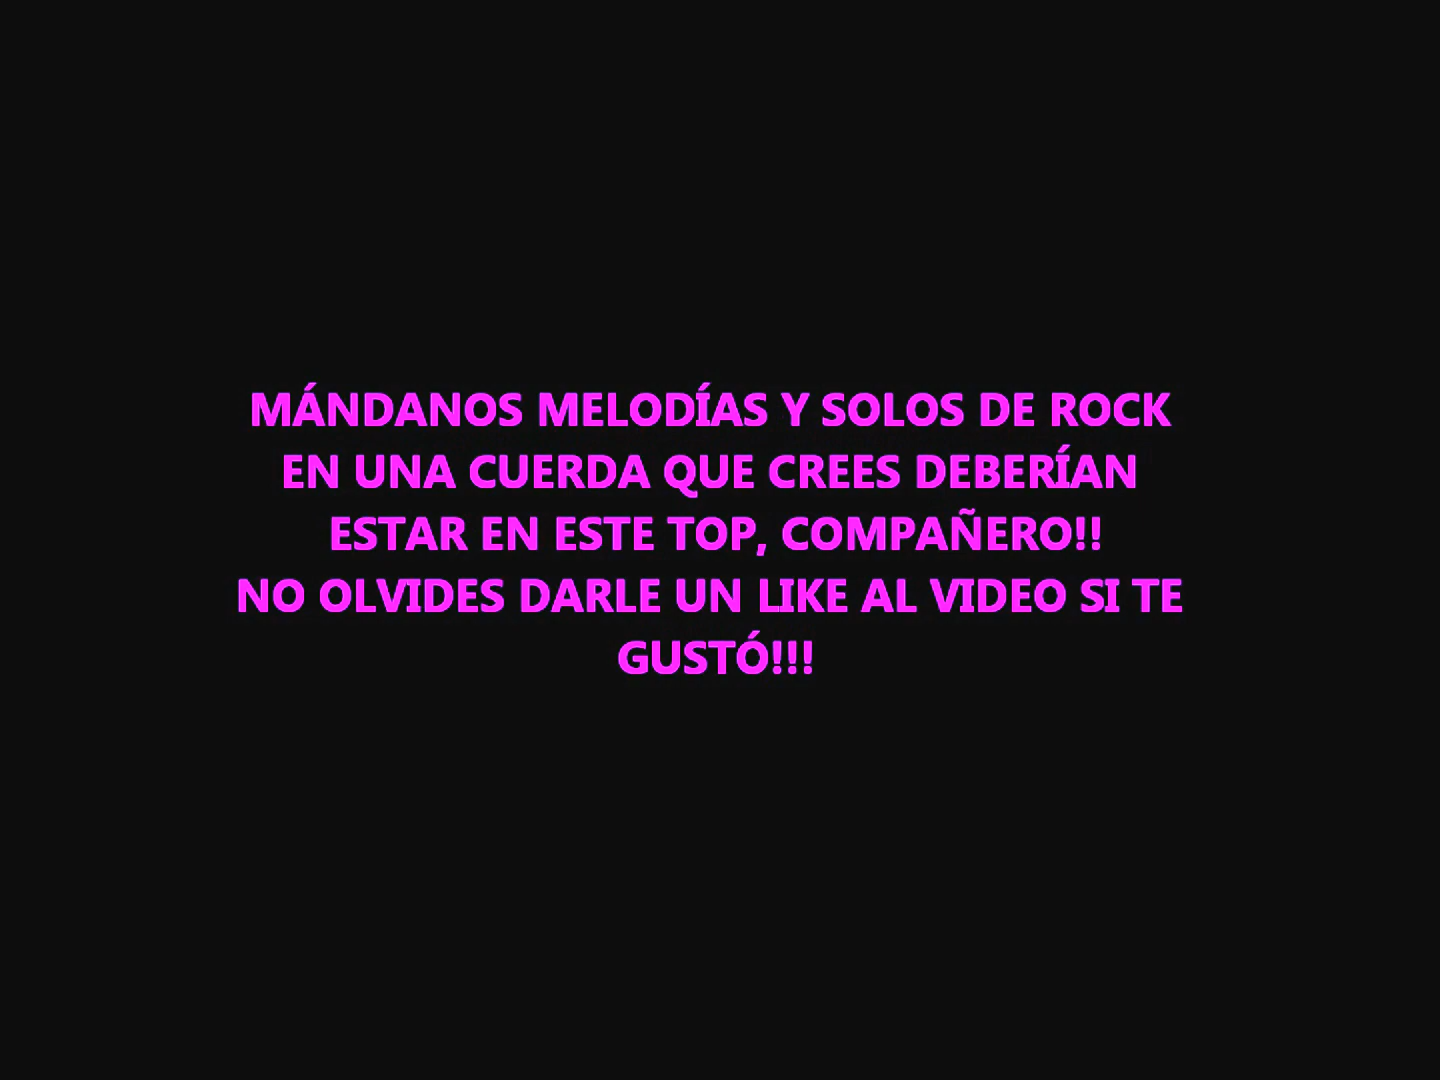 MÁNDANOS MELODÍAS Y SOLOS DE ROCK
EN UNA CUERDA QUE CREES DEBERÍAN
ESTAR EN ESTE TOP, COMPAÑERO!!
NO OLVIDES DARLE UN LIKE AL VIDEO SI TE
GUSTÓ!!!